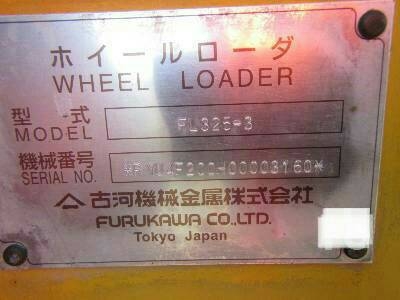 ホイールローダ
WHEEL LOADER
型 式
MODEL FL325-3
機械番号
SERIAL NO.
古河機械金属株式会社
FURUKAWA CO.,LTD.
Tokyo Japan